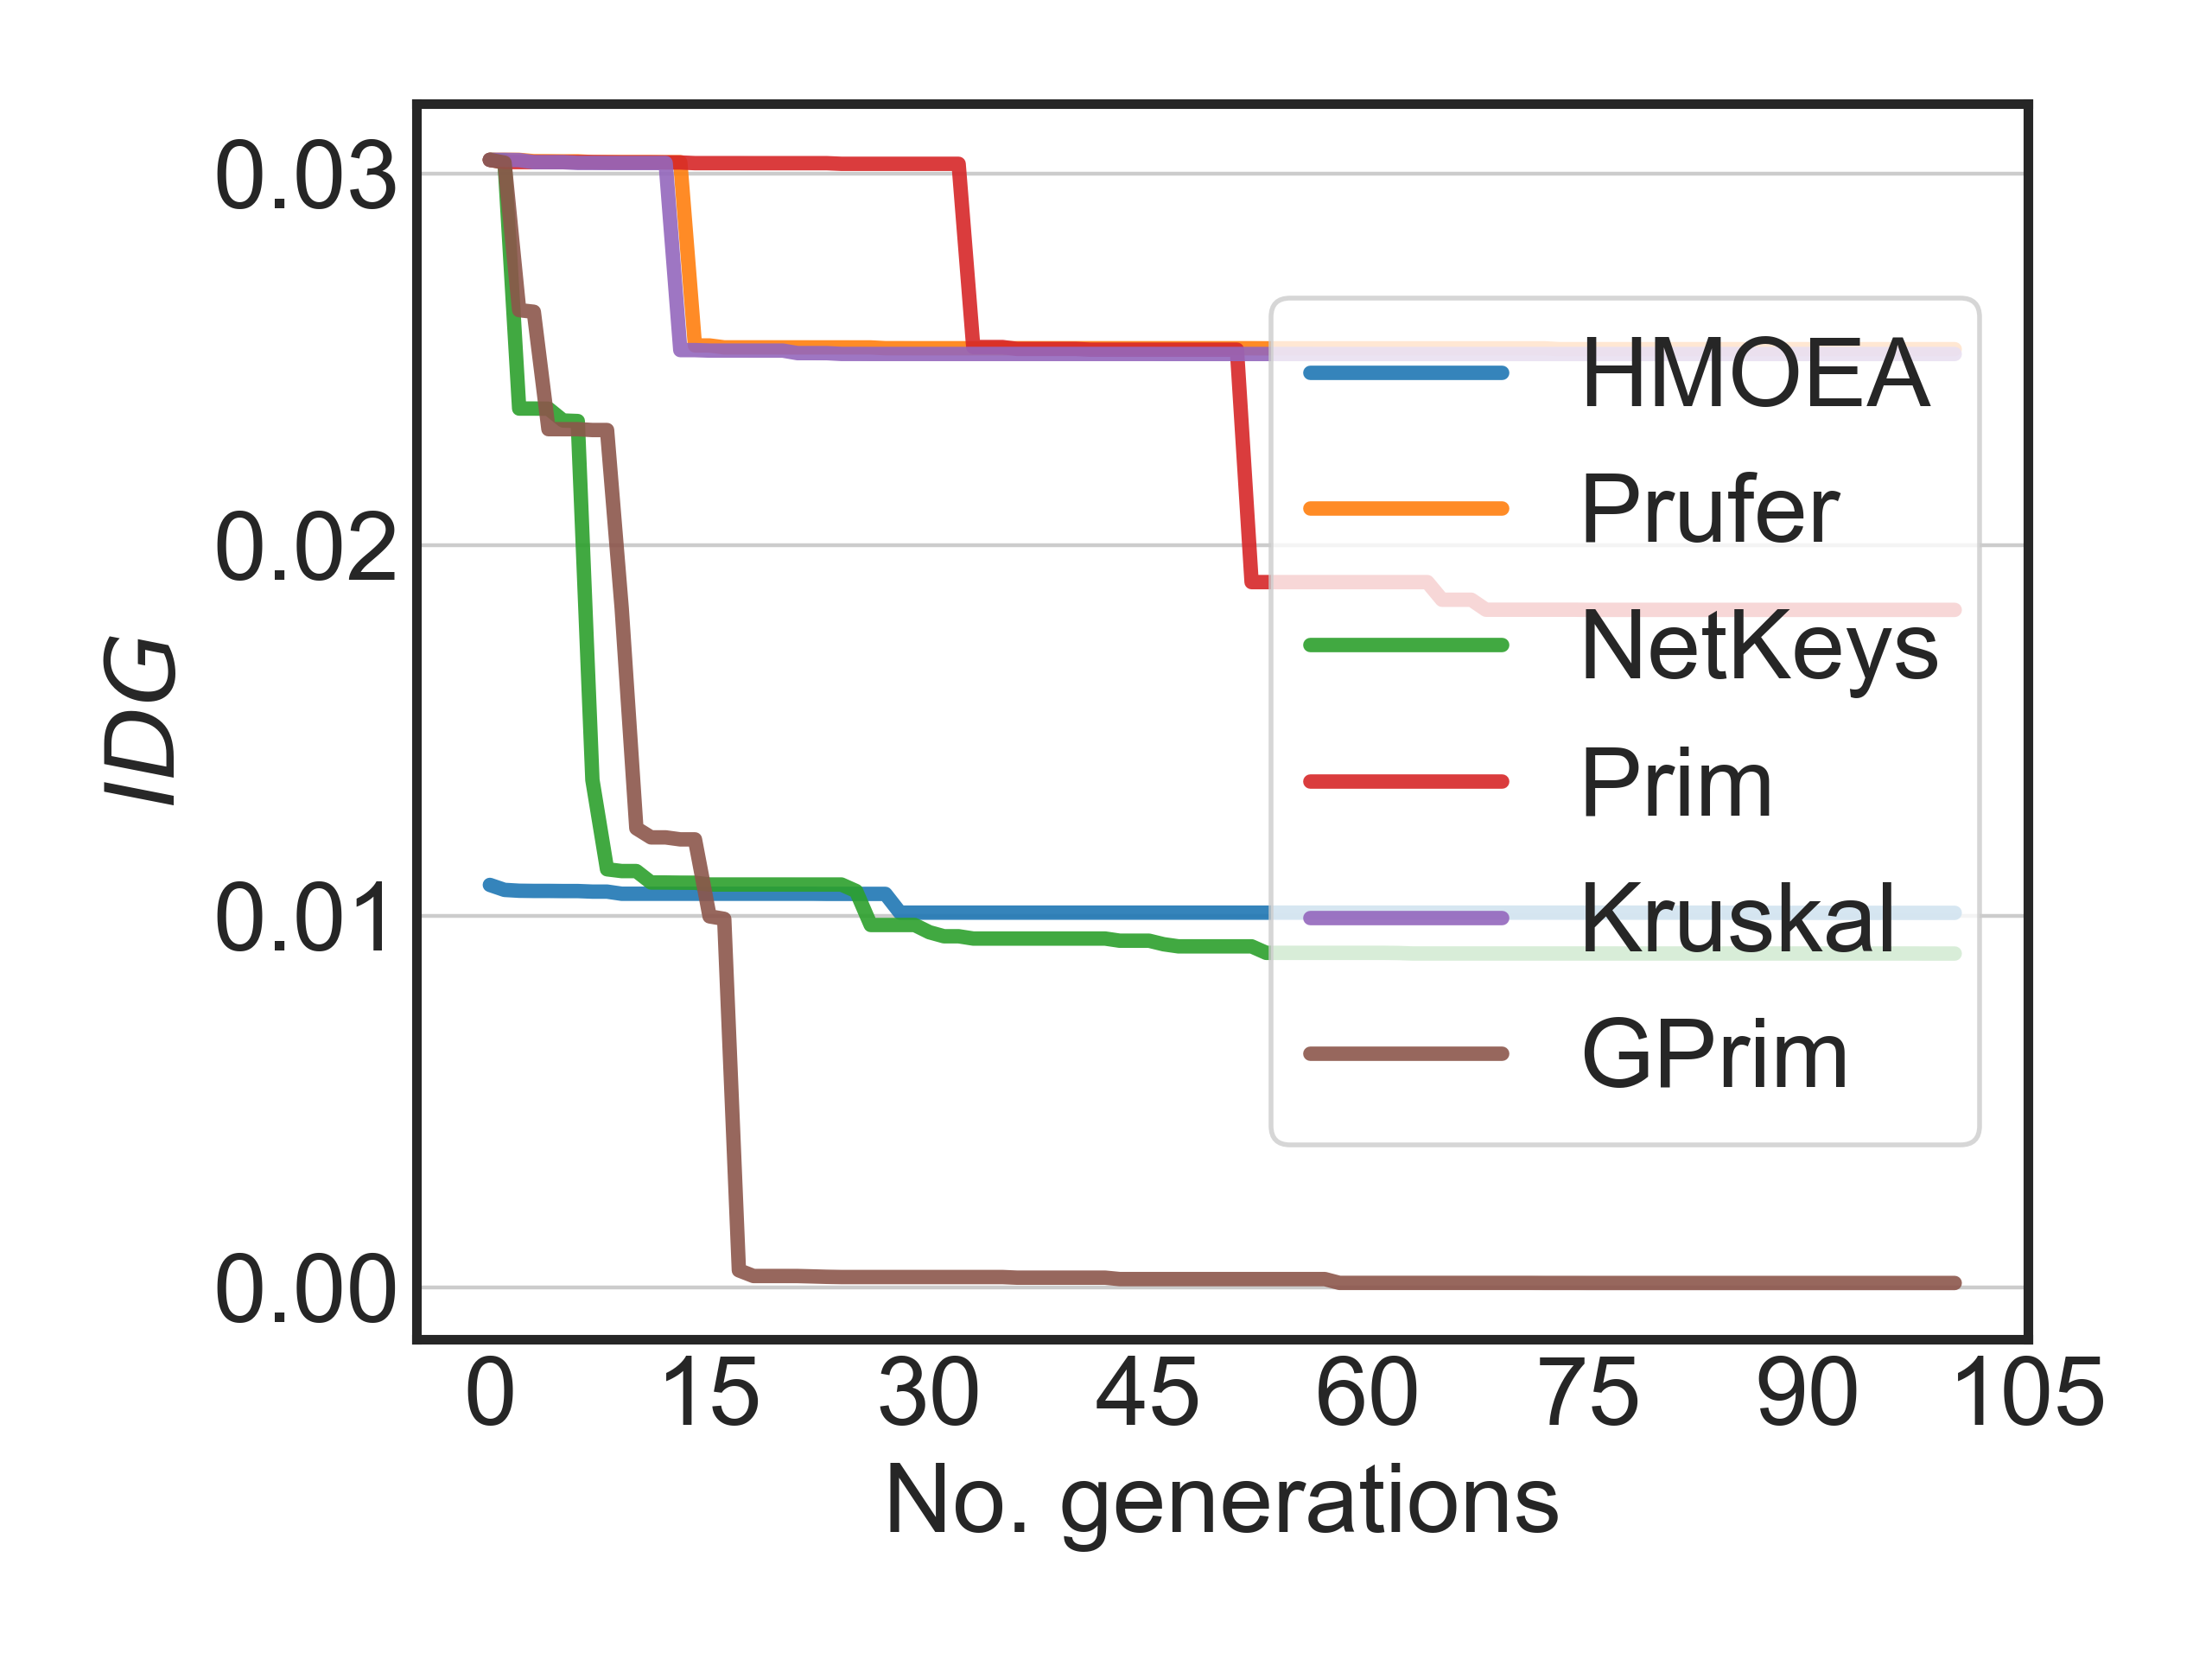 0.03
0.02
0.01
0.00
IDG
0 15 30 45 60 75 90 105
No. generations
HMOEA
Prufer
NetKeys
Prim
Kruskal
GPrim